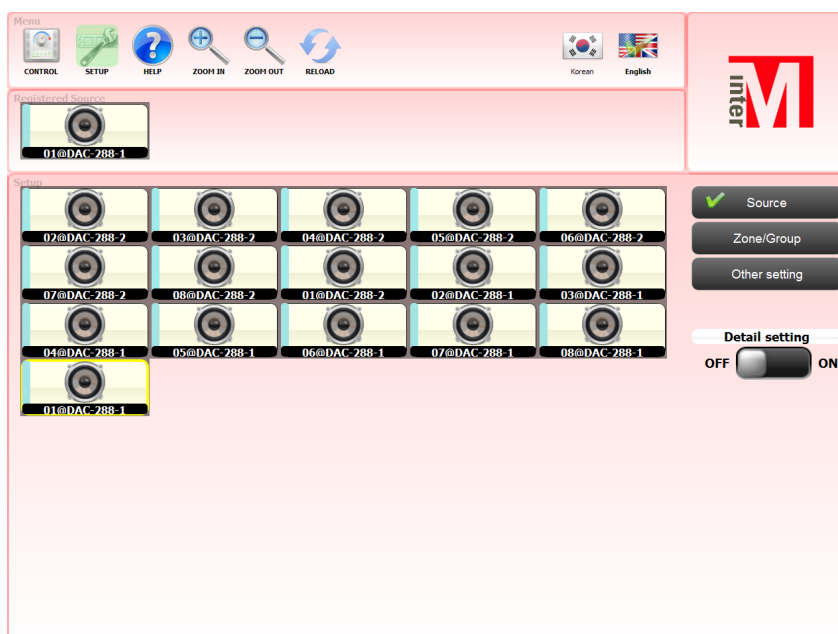 Menu
CONTROL SETUP HELP ZOOM IN ZOOM OUT RELOAD Korean English
inter M
Registered Source
01@DAC-288-1
Setup
02@DAC-288-2 03@DAC-288-2 04@DAC-288-2 05@DAC-288-2 06@DAC-288-2
07@DAC-288-2 08@DAC-288-2 01@DAC-288-2 02@DAC-288-1 03@DAC-288-1
04@DAC-288-1 05@DAC-288-1 06@DAC-288-1 07@DAC-288-1 08@DAC-288-1
01@DAC-288-1
Source
Zone/Group
Other setting
Detail setting
OFF ON